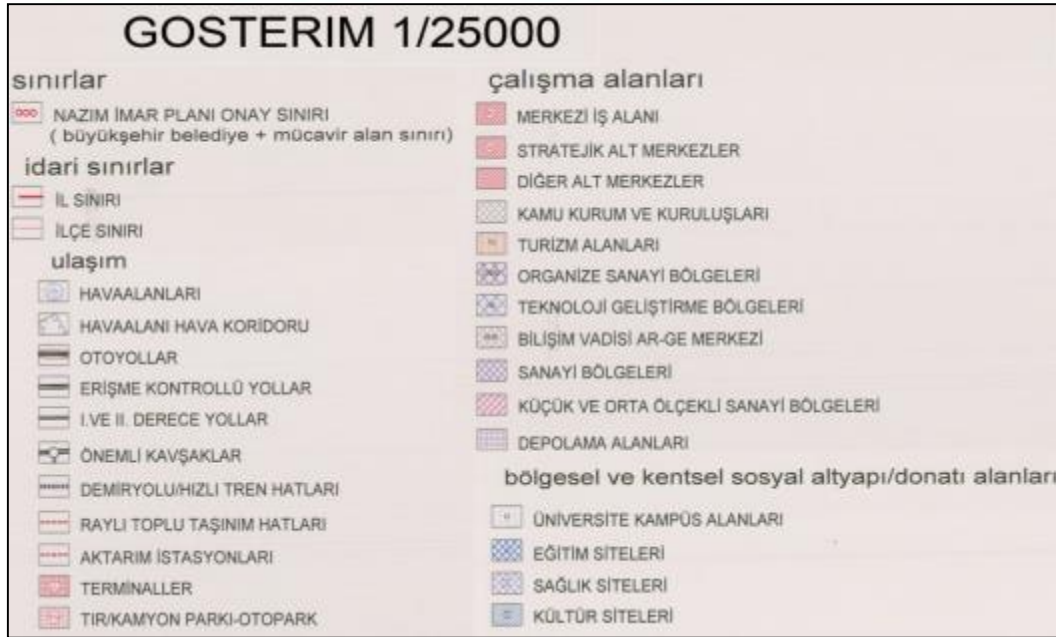 GOSTERIM 1/25000
sınırlar
NAZIM İMAR PLANI ONAY SINIRI
( büyükşehir belediye + mücavir alan sınırı)
idari sınırlar
İL SINIRI
İLÇE SINIRI
ulaşım
HAVAALANLARI
HAVAALANI HAVA KORİDORU
OTOYOLLAR
ERİŞME KONTROLLÜ YOLLAR
I.VE II. DERECE YOLLAR
ÖNEMLİ KAVŞAKLAR
DEMİRYOLU/HIZLI TREN HATLARI
RAYLI TOPLU TAŞINIM HATLARI
AKTARIM İSTASYONLARI
TERMİNALLER
TIR/KAMYON PARKI-OTOPARK
çalışma alanları
MERKEZİ İŞ ALANI
STRATEJİK ALT MERKEZLER
DİĞER ALT MERKEZLER
KAMU KURUM VE KURULUŞLARI
TURİZM ALANLARI
ORGANİZE SANAYİ BÖLGELERİ
TEKNOLOJİ GELİŞTİRME BÖLGELERİ
BİLİŞİM VADİSİ AR-GE MERKEZİ
SANAYİ BÖLGELERİ
KÜÇÜK VE ORTA ÖLÇEKLİ SANAYİ BÖLGELERİ
DEPOLAMA ALANLARI
bölgesel ve kentsel sosyal altyapı/donatı alanları
ÜNİVERSİTE KAMPÜS ALANLARI
EĞİTİM SİTELERİ
SAĞLIK SİTELERİ
KÜLTÜR SİTELERİ